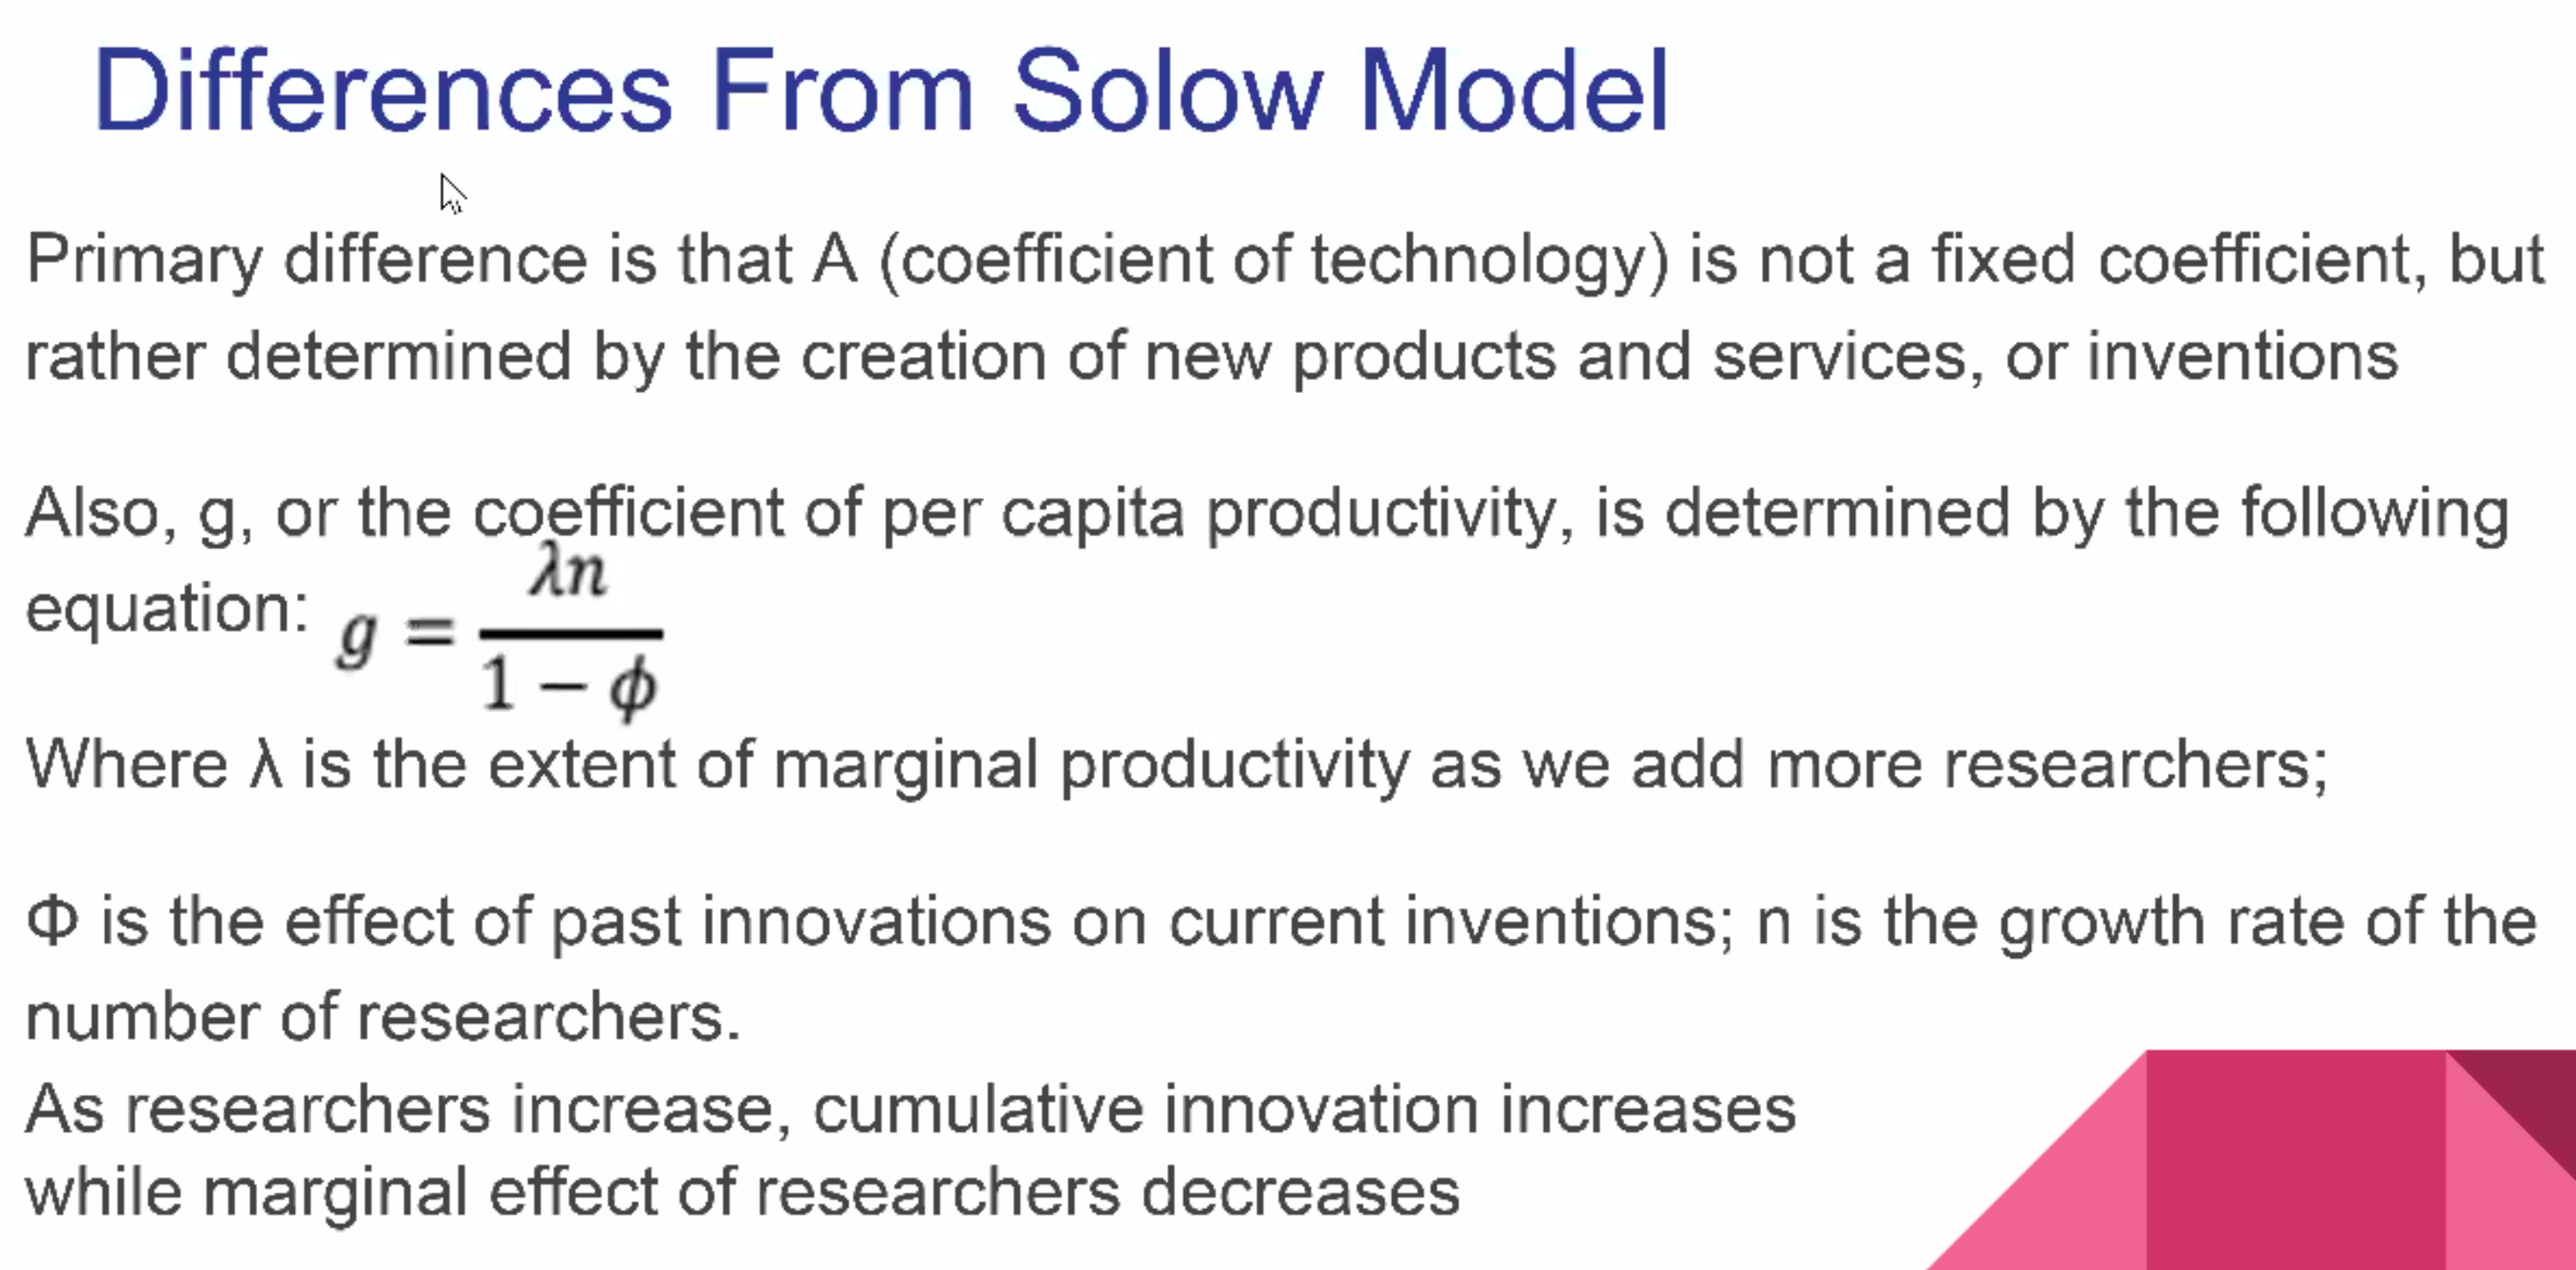 Differences From Solow Model
Primary difference is that A (coefficient of technology) is not a fixed coefficient, but
rather determined by the creation of new products and services, or inventions
Also, g, or the coefficient of per capita productivity, is determined by the following
equation: g = λn / (1 − ϕ)
Where λ is the extent of marginal productivity as we add more researchers;
Φ is the effect of past innovations on current inventions; n is the growth rate of the
number of researchers.
As researchers increase, cumulative innovation increases
while marginal effect of researchers decreases